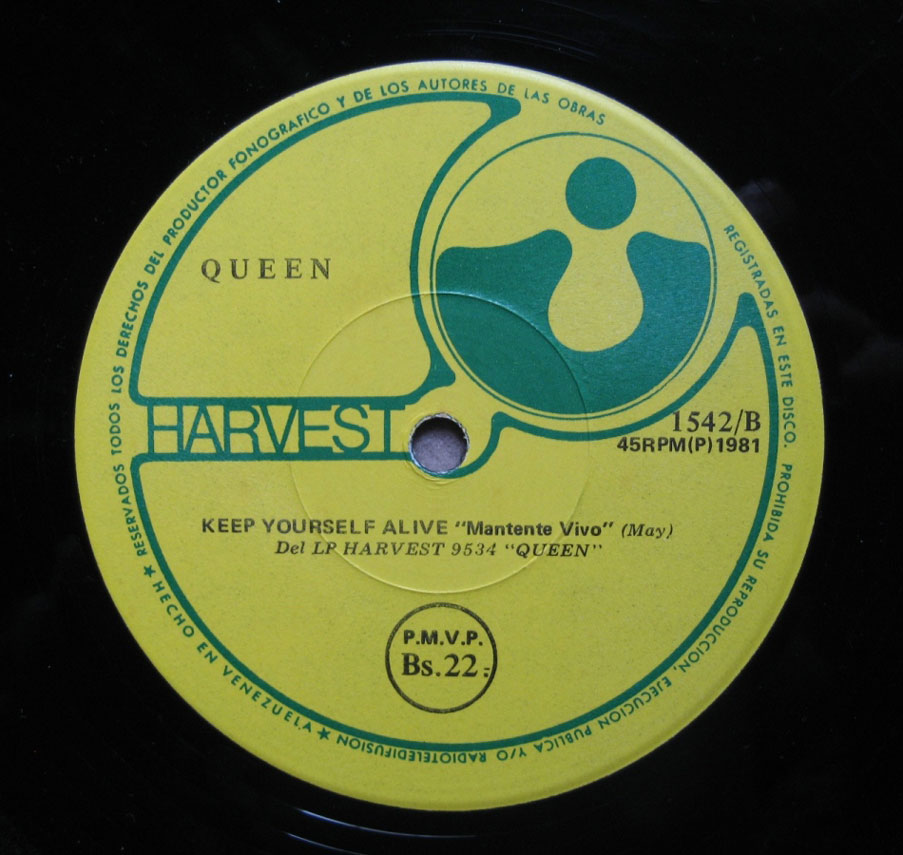 RESERVADOS TODOS LOS DERECHOS DEL PRODUCTOR FONOGRAFICO Y DE LOS AUTORES DE LAS OBRAS
REGISTRADAS EN ESTE DISCO. PROHIBIDA SU REPRODUCCION, EJECUCION PUBLICA Y/O RADIOTELEDIFUSION
★ HECHO EN VENEZUELA ★
QUEEN
HARVEST
1542/B
45RPM(P)1981
KEEP YOURSELF ALIVE "Mantente Vivo" (May)
Del LP HARVEST 9534 "QUEEN"
P.M.V.P.
Bs.22.-